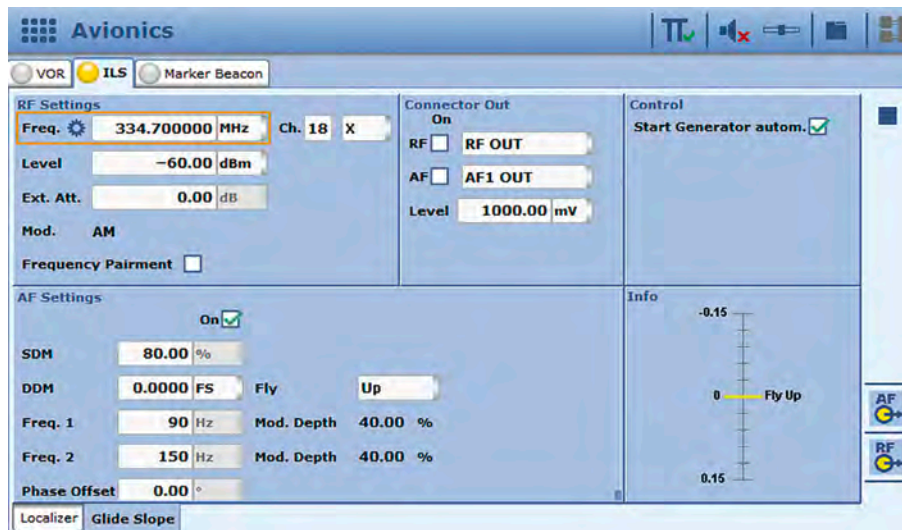 Avionics
VOR ILS Marker Beacon
RF Settings
Freq. 334.700000 MHz Ch. 18 X
Level -60.00 dBm
Ext. Att. 0.00 dB
Mod. AM
Frequency Pairment
Connector Out
On
RF RF OUT
AF AF1 OUT
Level 1000.00 mV
Control
Start Generator autom.
AF Settings
On
SDM 80.00 %
DDM 0.0000 FS Fly Up
Freq. 1 90 Hz Mod. Depth 40.00 %
Freq. 2 150 Hz Mod. Depth 40.00 %
Phase Offset 0.00 °
Info
-0.15
0 Fly Up
0.15
AF
RF
Localizer Glide Slope